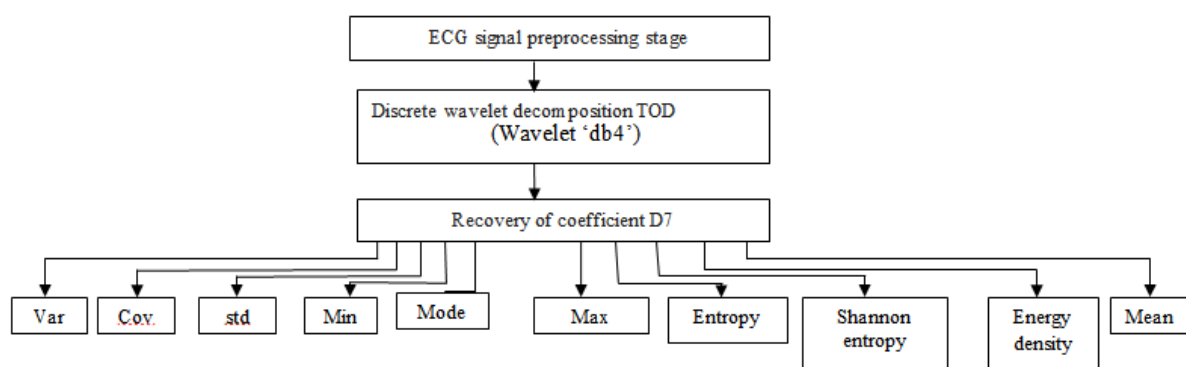 ECG signal preprocessing stage
Discrete wavelet decomposition TOD
(Wavelet ‘db4’)
Recovery of coefficient D7
Var
Cov
std
Min
Mode
Max
Entropy
Shannon
entropy
Energy
density
Mean